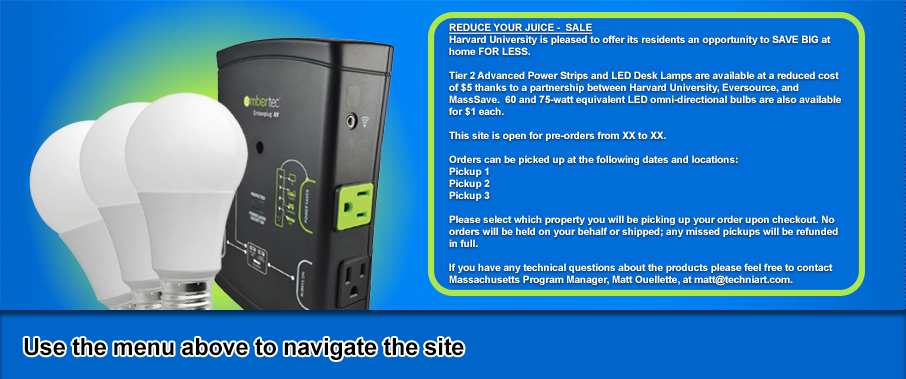 REDUCE YOUR JUICE - SALE
Harvard University is pleased to offer its residents an opportunity to SAVE BIG at
home FOR LESS.
Tier 2 Advanced Power Strips and LED Desk Lamps are available at a reduced cost
of $5 thanks to a partnership between Harvard University, Eversource, and
MassSave. 60 and 75-watt equivalent LED omni-directional bulbs are also available
for $1 each.
This site is open for pre-orders from XX to XX.
Orders can be picked up at the following dates and locations:
Pickup 1
Pickup 2
Pickup 3
Please select which property you will be picking up your order upon checkout. No
orders will be held on your behalf or shipped; any missed pickups will be refunded
in full.
If you have any technical questions about the products please feel free to contact
Massachusetts Program Manager, Matt Ouellette, at matt@techniart.com.
embertec
Emberplug AV
Use the menu above to navigate the site